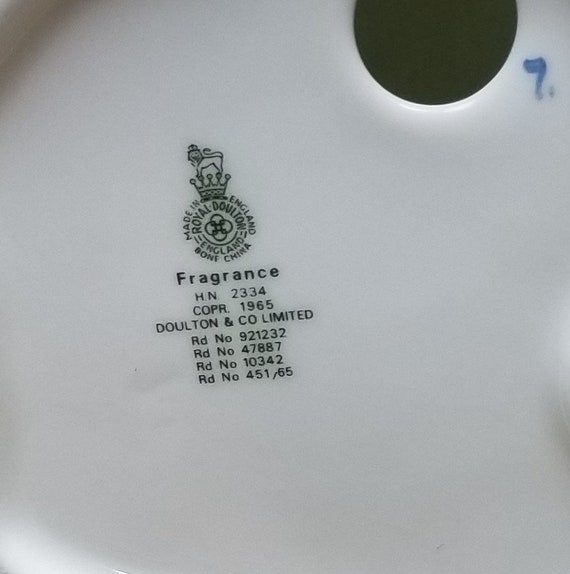 7.
MADE IN ENGLAND
ROYAL DOULTON
ENGLAND
BONE CHINA
Fragrance
H N 2334
COPR. 1965
DOULTON & CO LIMITED
Rd No 921232
Rd No 47887
Rd No 10342
Rd No 451/65